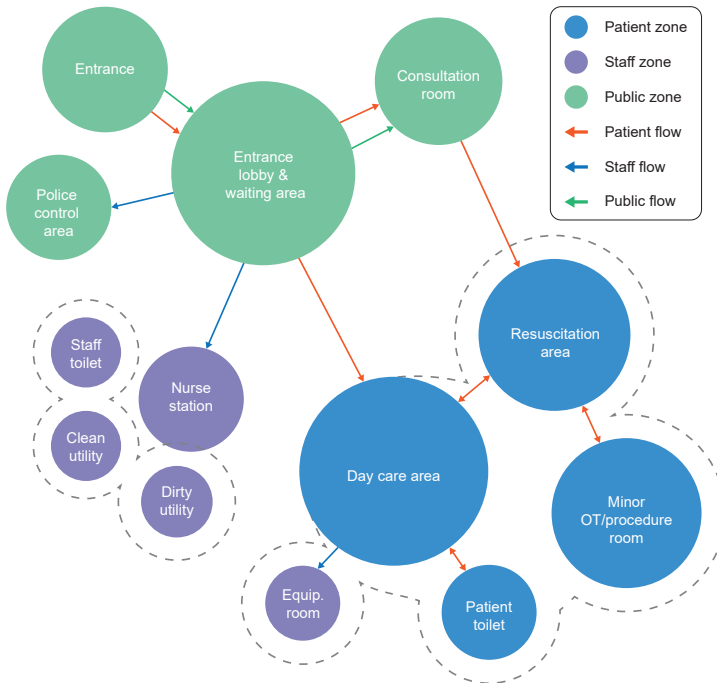 Entrance
Consultation
room
Entrance
lobby &
waiting area
Police
control
area
Patient zone
Staff zone
Public zone
Patient flow
Staff flow
Public flow
Staff
toilet
Nurse
station
Clean
utility
Dirty
utility
Resuscitation
area
Day care area
Minor
OT/procedure
room
Equip.
room
Patient
toilet